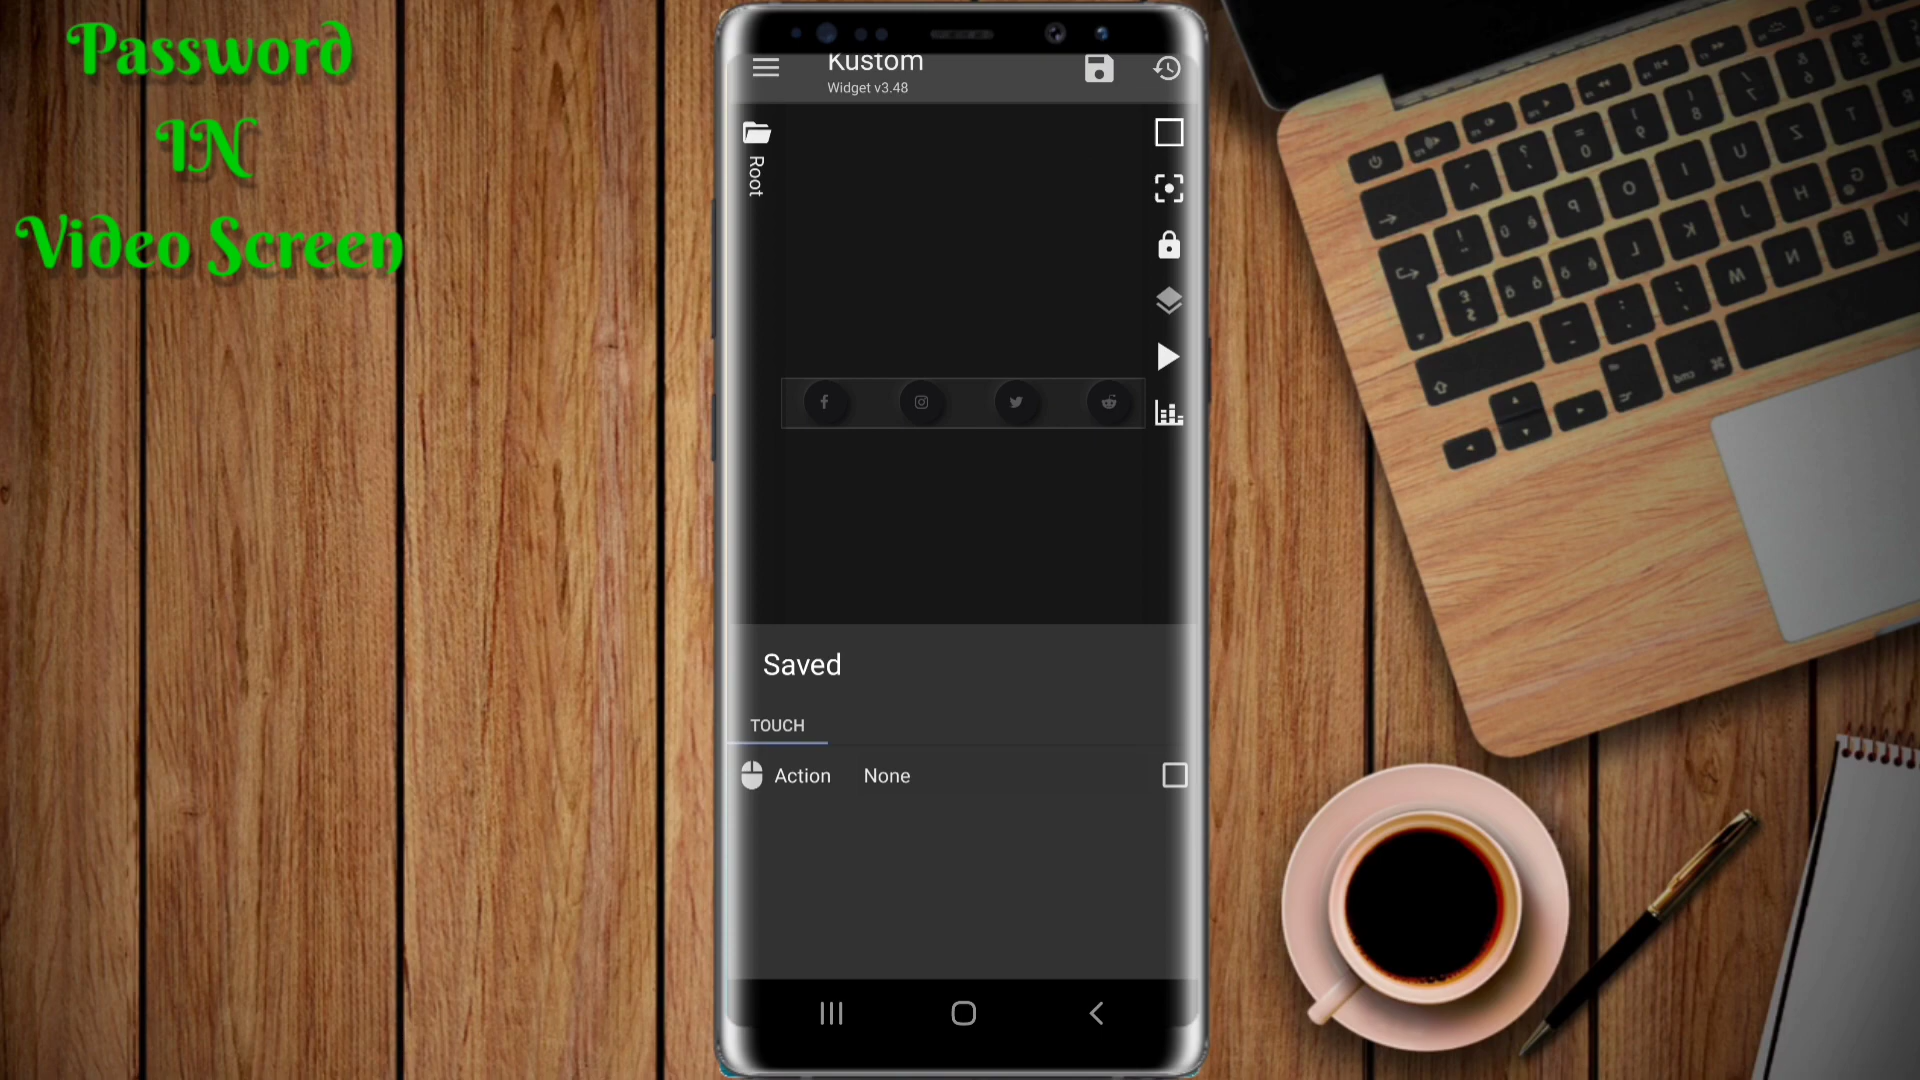 Password
IN
Video Screen
Kustom
Widget v3.48
Root
Saved
TOUCH
Action None